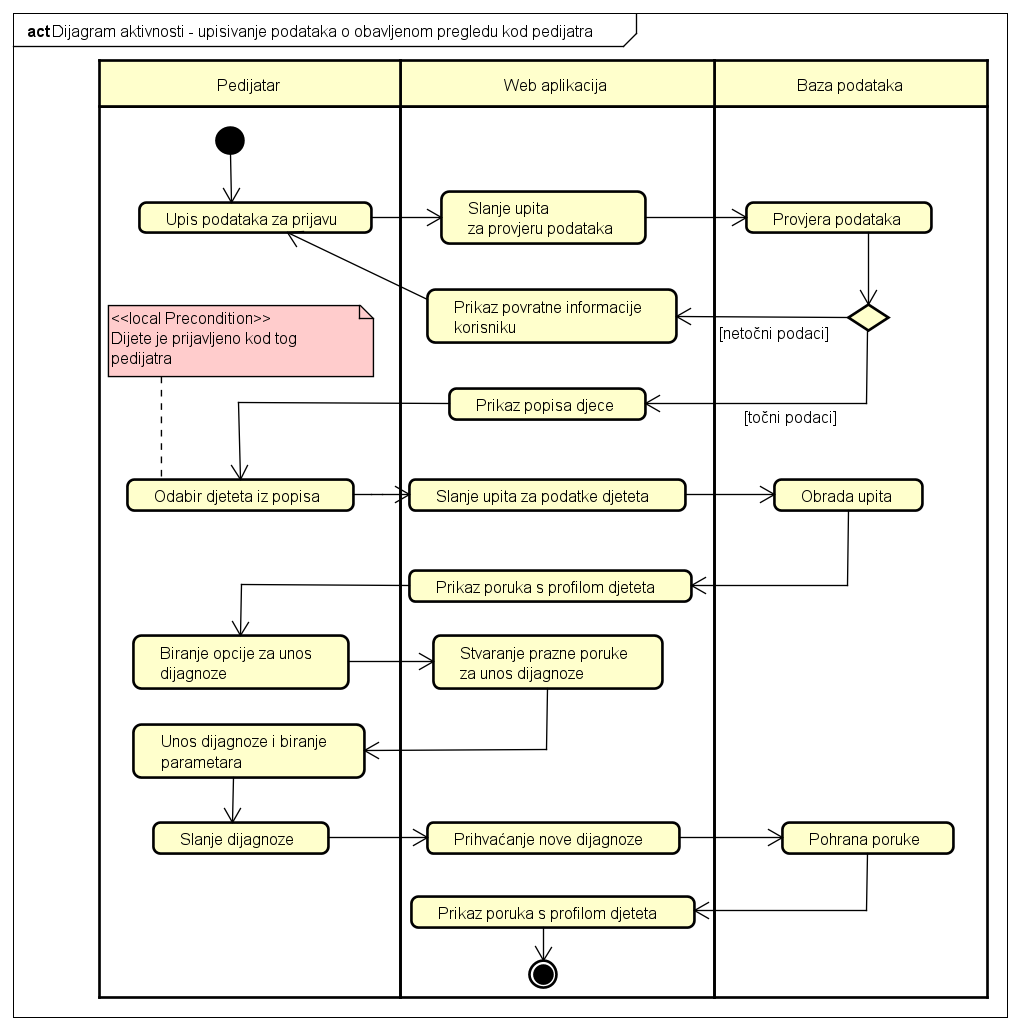 act Dijagram aktivnosti - upisivanje podataka o obavljenom pregledu kod pedijatra
Pedijatar
Web aplikacija
Baza podataka
Upis podataka za prijavu
Slanje upita
za provjeru podataka
Provjera podataka
Prikaz povratne informacije
korisniku
[netočni podaci]
<<local Precondition>>
Dijete je prijavljeno kod tog
pedijatra
Prikaz popisa djece
[točni podaci]
Odabir djeteta iz popisa
Slanje upita za podatke djeteta
Obrada upita
Prikaz poruka s profilom djeteta
Biranje opcije za unos
dijagnoze
Stvaranje prazne poruke
za unos dijagnoze
Unos dijagnoze i biranje
parametara
Slanje dijagnoze
Prihvaćanje nove dijagnoze
Pohrana poruke
Prikaz poruka s profilom djeteta